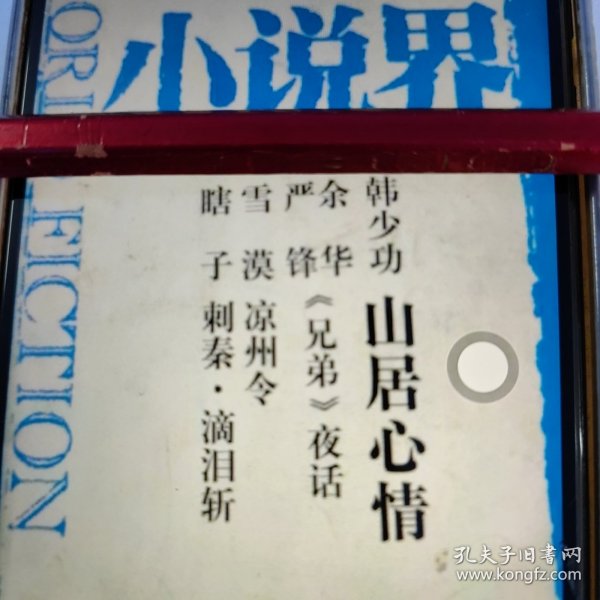 小说界
WORLD OF FICTION
韩少功 山居心情
余华
严锋
《兄弟》夜话
雪漠 凉州令
瞎子 刺秦·滴泪斩
孔夫子旧书网
www.kongfz.com